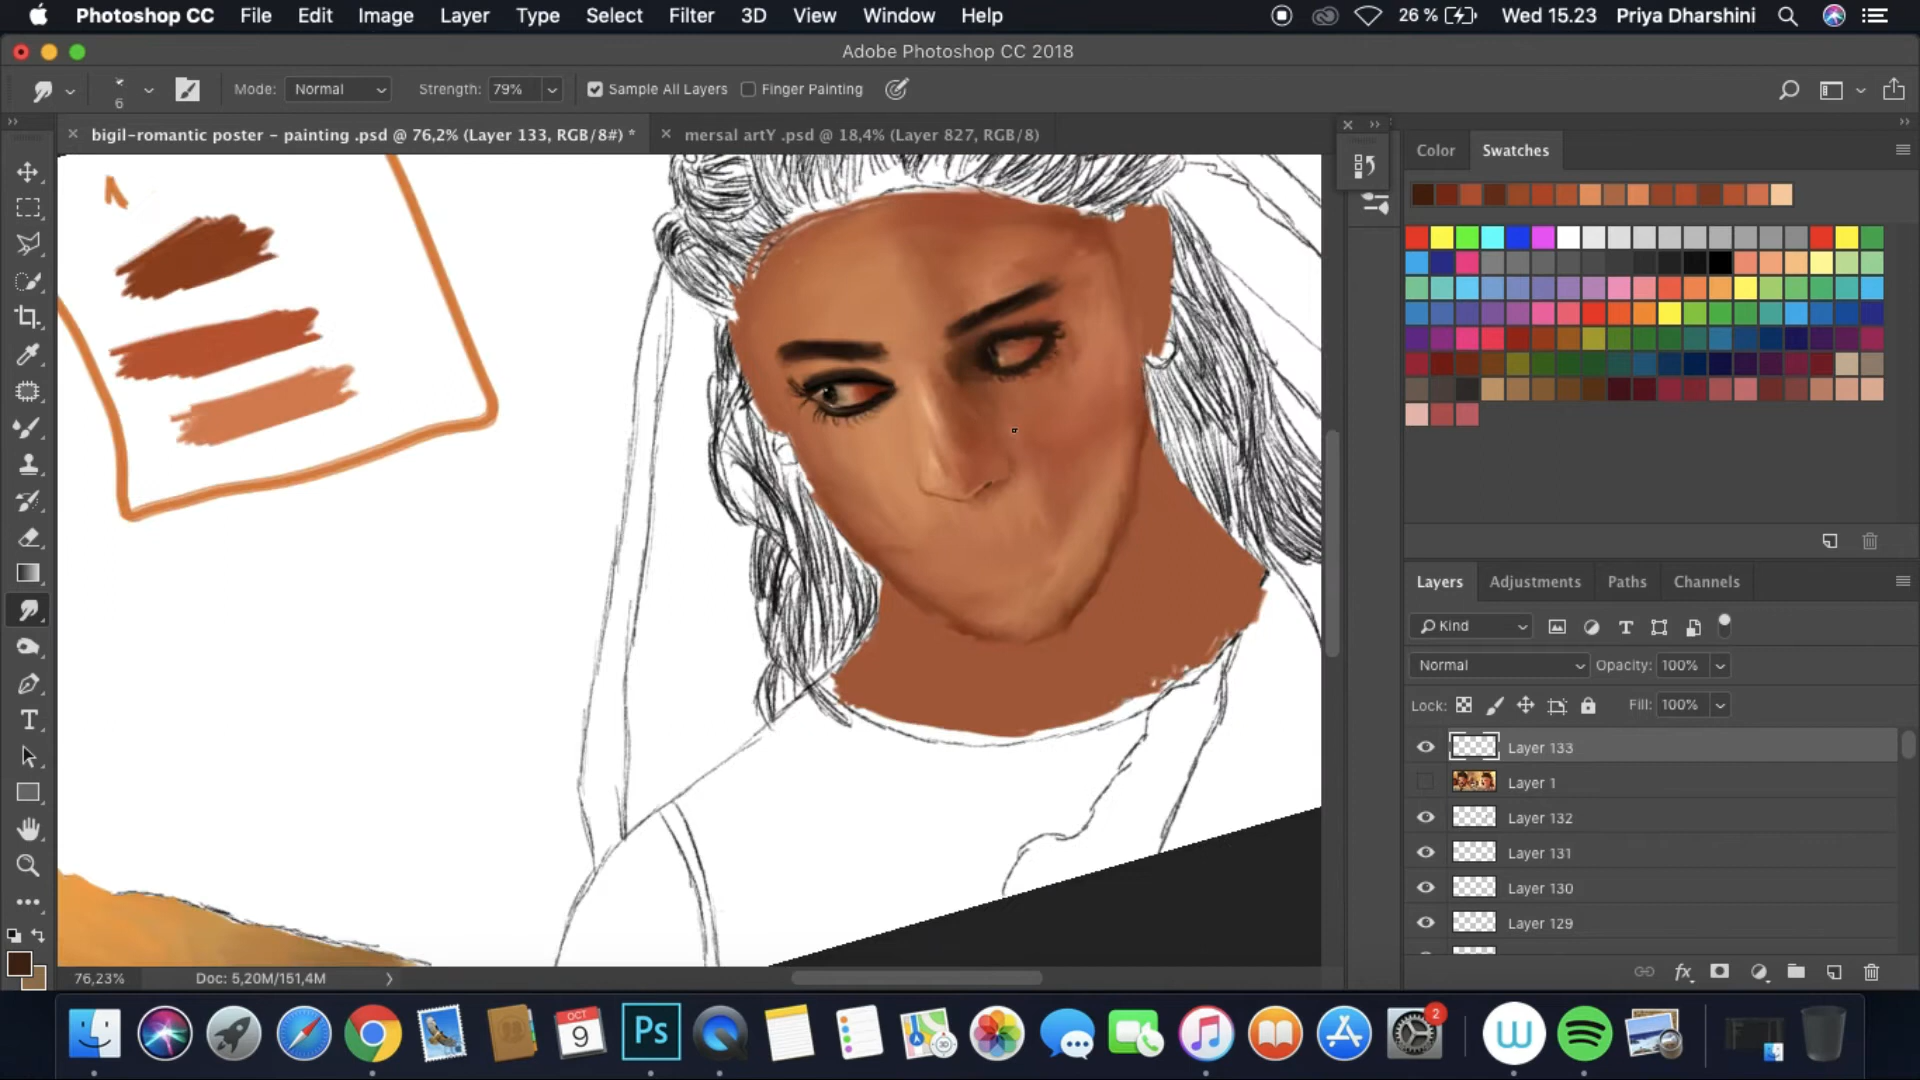 Photoshop CC File Edit Image Layer Type Select Filter 3D View Window Help 26 % Wed 15.23 Priya Dharshini
Adobe Photoshop CC 2018
6 Mode: Normal Strength: 79% Sample All Layers Finger Painting
bigil-romantic poster - painting .psd @ 76,2% (Layer 133, RGB/8#) * mersal artY .psd @ 18,4% (Layer 827, RGB/8)
Color Swatches
Layers Adjustments Paths Channels
Kind
Normal Opacity: 100%
Lock: Fill: 100%
Layer 133
Layer 1
Layer 132
Layer 131
Layer 130
Layer 129
fx
76,23% Doc: 5,20M/151,4M
OCT
9
Ps
3D
2
W